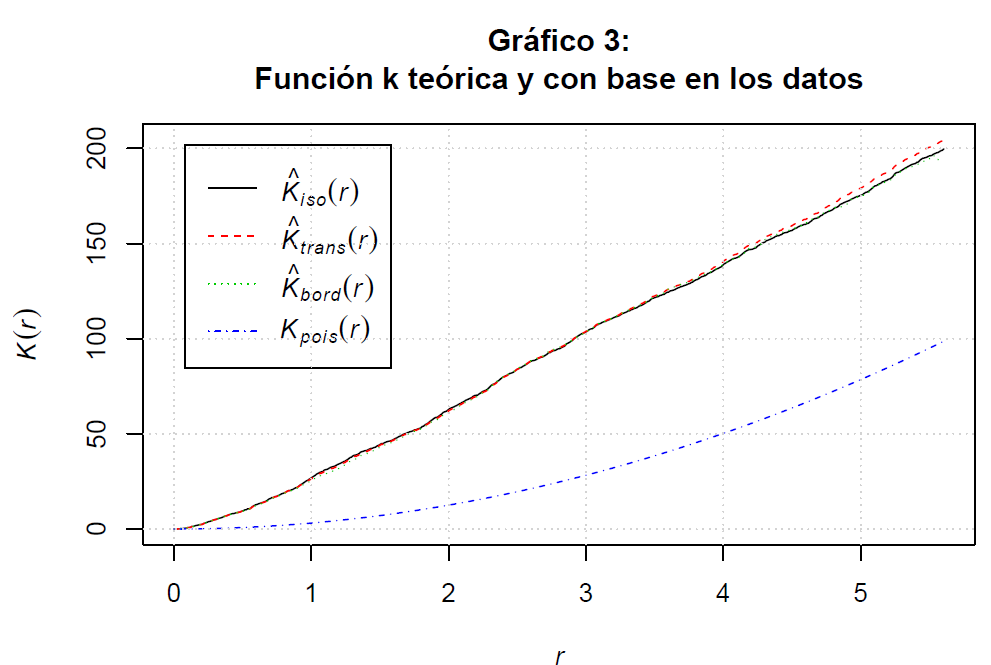 Gráfico 3:
Función k teórica y con base en los datos
K(r)
200
150
100
50
0
K̂iso(r)
K̂trans(r)
K̂bord(r)
Kpois(r)
0 1 2 3 4 5
r